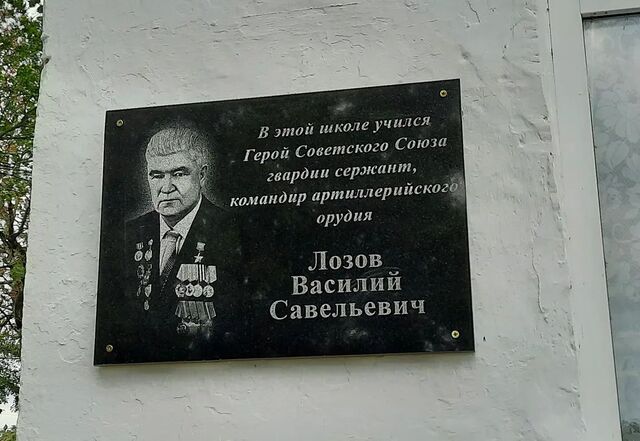 В этой школе учился
Герой Советского Союза
гвардии сержант,
командир артиллерийского
орудия
Лозов
Василий
Савельевич